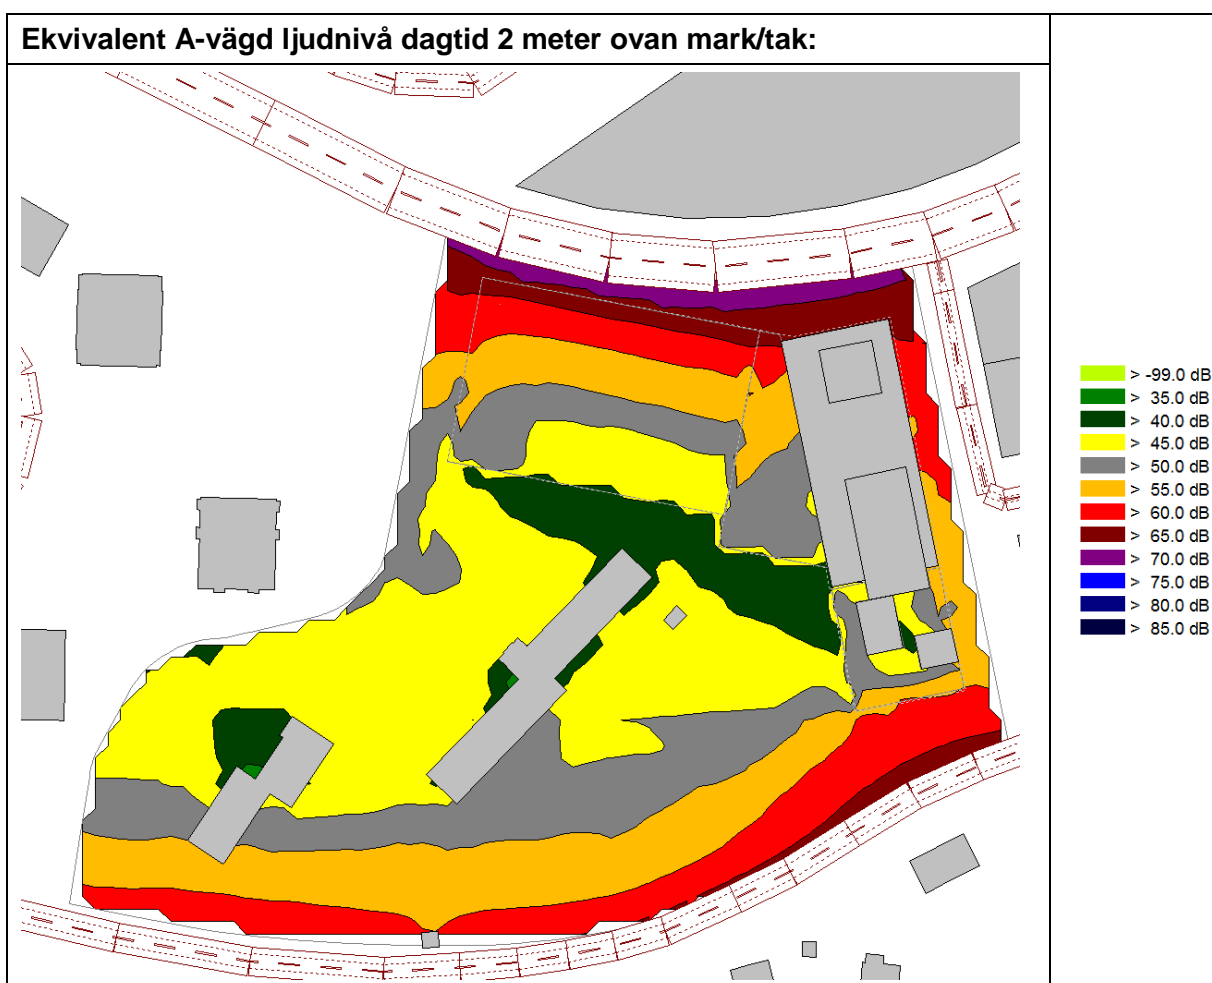 Ekvivalent A-vägd ljudnivå dagtid 2 meter ovan mark/tak:
> -99.0 dB
> 35.0 dB
> 40.0 dB
> 45.0 dB
> 50.0 dB
> 55.0 dB
> 60.0 dB
> 65.0 dB
> 70.0 dB
> 75.0 dB
> 80.0 dB
> 85.0 dB